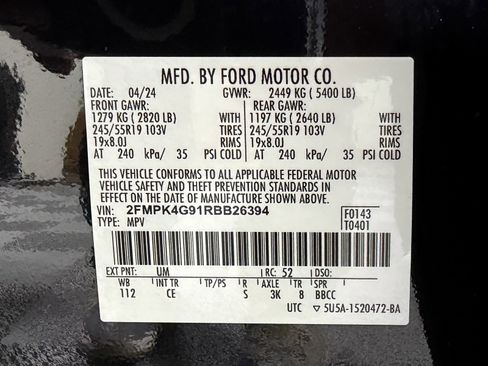 MFD. BY FORD MOTOR CO.
DATE: 04/24 GVWR: 2449 KG ( 5400 LB)
FRONT GAWR: REAR GAWR:
1279 KG ( 2820 LB) WITH 1197 KG ( 2640 LB) WITH
245/55R19 103V TIRES 245/55R19 103V TIRES
19x8.0J RIMS 19x8.0J RIMS
AT 240 kPa/ 35 PSI COLD AT 240 kPa/ 35 PSI COLD
THIS VEHICLE CONFORMS TO ALL APPLICABLE FEDERAL MOTOR
VEHICLE SAFETY AND THEFT PREVENTION STANDARDS IN
EFFECT ON THE DATE OF MANUFACTURE SHOWN ABOVE.
VIN: 2FMPK4G91RBB26394 F0143
TYPE: MPV T0401
EXT PNT: UM RC: 52 DSO:
WB INT TR TP/PS R AXLE TR SPR
112 CE S 3K 8 BBCC
UTC ▽ 5U5A-1520472-BA